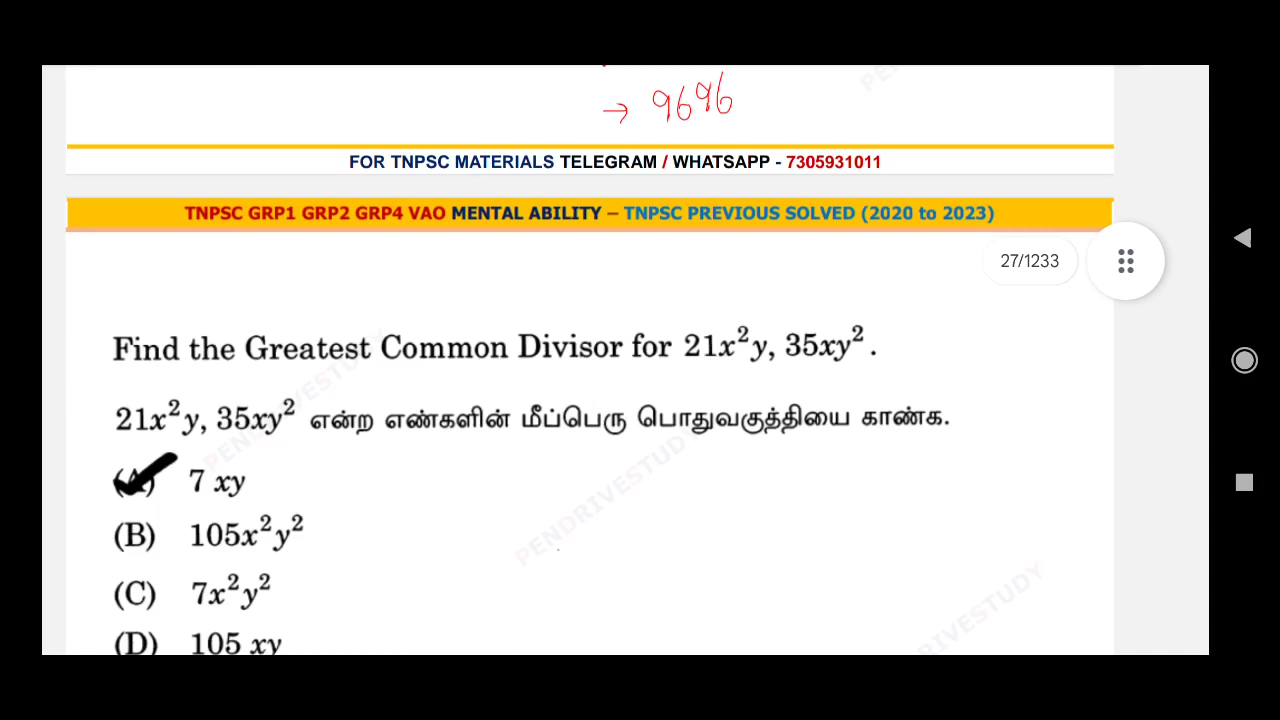 → 9696
FOR TNPSC MATERIALS TELEGRAM / WHATSAPP - 7305931011
TNPSC GRP1 GRP2 GRP4 VAO MENTAL ABILITY – TNPSC PREVIOUS SOLVED (2020 to 2023)
27/1233
Find the Greatest Common Divisor for 21x²y, 35xy².
21x²y, 35xy² என்ற எண்களின் மீப்பெரு பொதுவகுத்தியை காண்க.
(A) 7 xy
(B) 105x²y²
(C) 7x²y²
(D) 105 xy
PENDRIVESTUDY
PENDRIVESTUDY